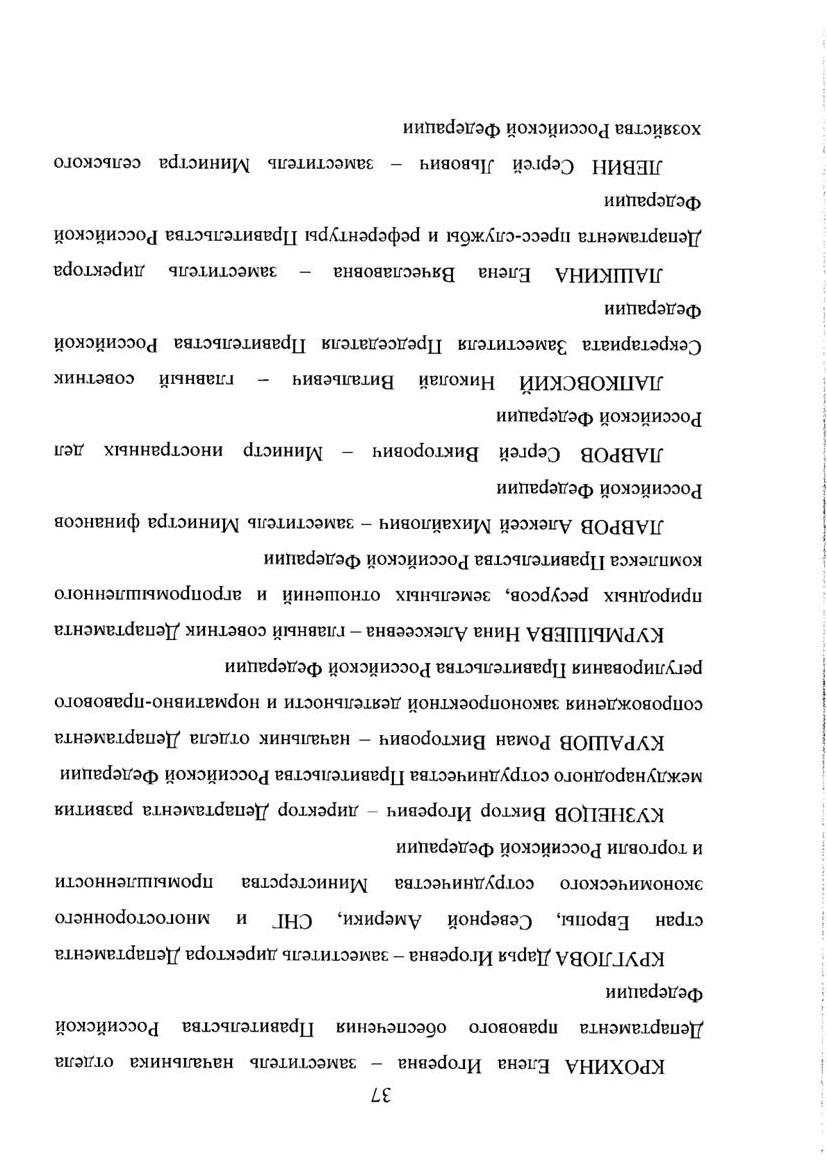 37
КРОХИНА Елена Игоревна – заместитель начальника отдела
Департамента правового обеспечения Правительства Российской
Федерации
КРУГЛОВА Дарья Игоревна – заместитель директора Департамента
стран Европы, Северной Америки, СНГ и многостороннего
экономического сотрудничества Министерства промышленности
и торговли Российской Федерации
КУЗНЕЦОВ Виктор Игоревич – директор Департамента развития
международного сотрудничества Правительства Российской Федерации
КУРАШОВ Роман Викторович – начальник отдела Департамента
сопровождения законопроектной деятельности и нормативно-правового
регулирования Правительства Российской Федерации
КУРМЫШЕВА Нина Алексеевна – главный советник Департамента
природных ресурсов, земельных отношений и агропромышленного
комплекса Правительства Российской Федерации
ЛАВРОВ Алексей Михайлович – заместитель Министра финансов
Российской Федерации
ЛАВРОВ Сергей Викторович – Министр иностранных дел
Российской Федерации
ЛАПКОВСКИЙ Николай Витальевич – главный советник
Секретариата Заместителя Председателя Правительства Российской
Федерации
ЛАШКИНА Елена Вячеславовна – заместитель директора
Департамента пресс-службы и референтуры Правительства Российской
Федерации
ЛЕВИН Сергей Львович – заместитель Министра сельского
хозяйства Российской Федерации